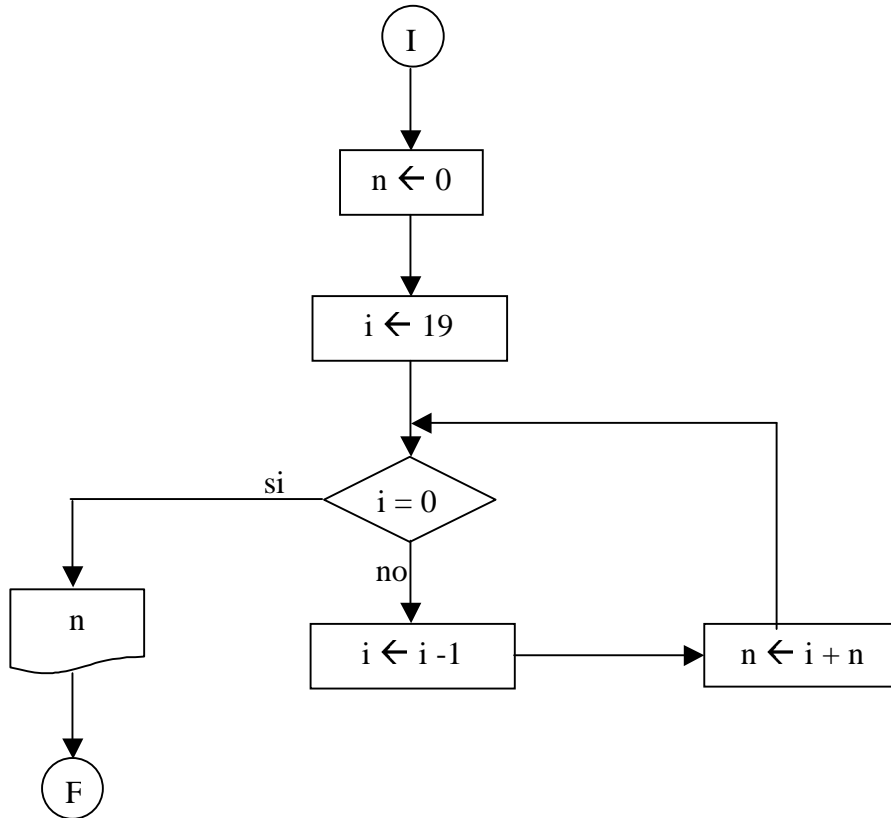 I
n ← 0
i ← 19
si
i = 0
no
n
i ← i -1
n ← i + n
F